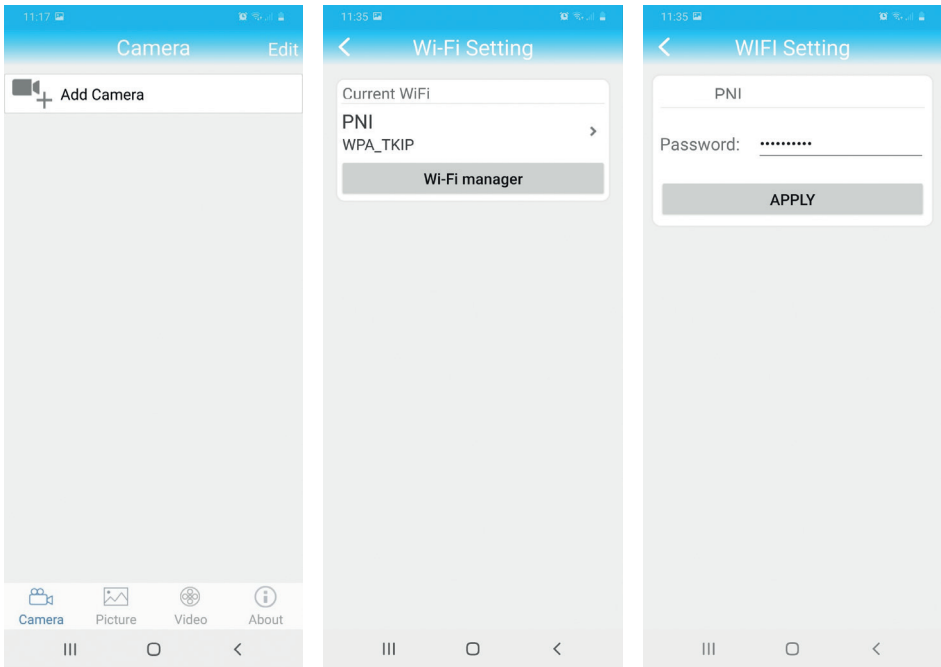 11:17
Camera
Edit
Add Camera
Camera
Picture
Video
About
11:35
Wi-Fi Setting
Current WiFi
PNI
WPA_TKIP
Wi-Fi manager
11:35
WIFI Setting
PNI
Password: ••••••••••
APPLY